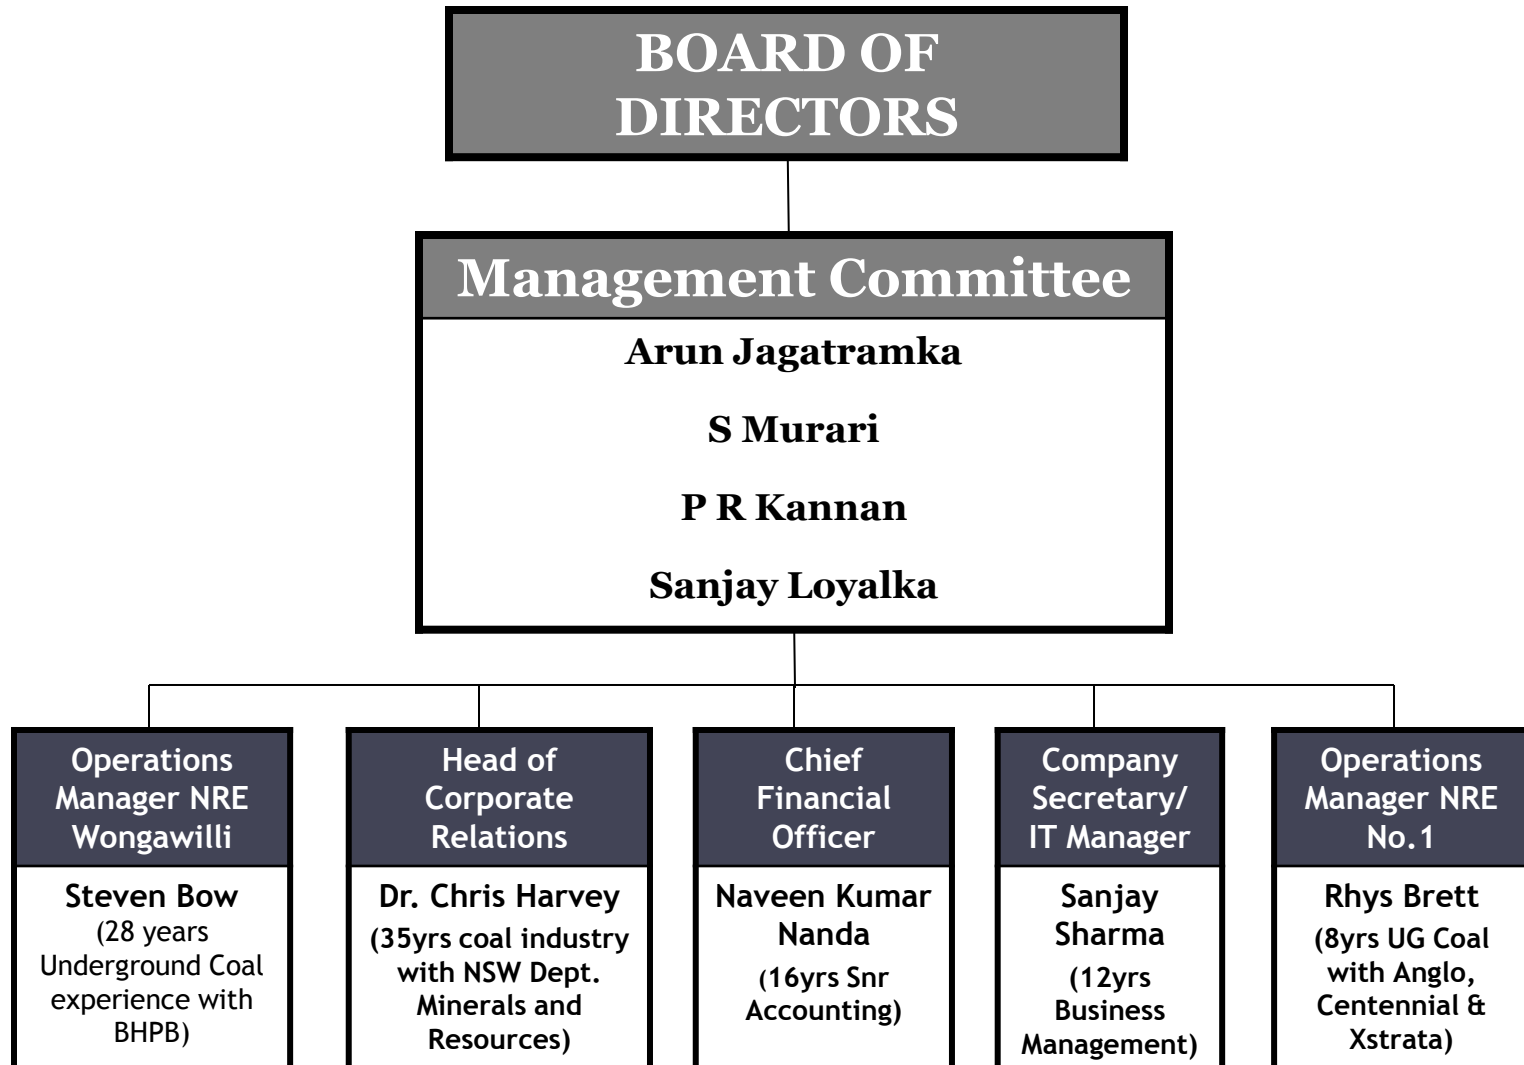 BOARD OF
DIRECTORS
Management Committee
Arun Jagatramka
S Murari
P R Kannan
Sanjay Loyalka
Operations
Manager NRE
Wongawilli
Steven Bow
(28 years
Underground Coal
experience with
BHPB)
Head of
Corporate
Relations
Dr. Chris Harvey
(35yrs coal industry
with NSW Dept.
Minerals and
Resources)
Chief
Financial
Officer
Naveen Kumar
Nanda
(16yrs Snr
Accounting)
Company
Secretary/
IT Manager
Sanjay
Sharma
(12yrs
Business
Management)
Operations
Manager NRE
No.1
Rhys Brett
(8yrs UG Coal
with Anglo,
Centennial &
Xstrata)